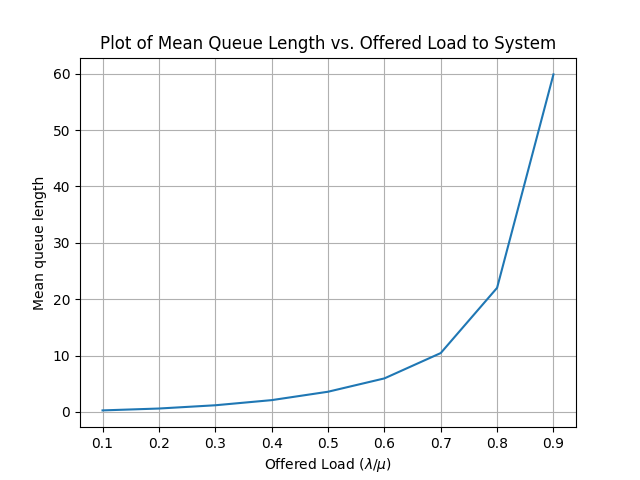 Plot of Mean Queue Length vs. Offered Load to System
60
50
40
30
20
10
0
Mean queue length
0.1 0.2 0.3 0.4 0.5 0.6 0.7 0.8 0.9
Offered Load (λ/μ)